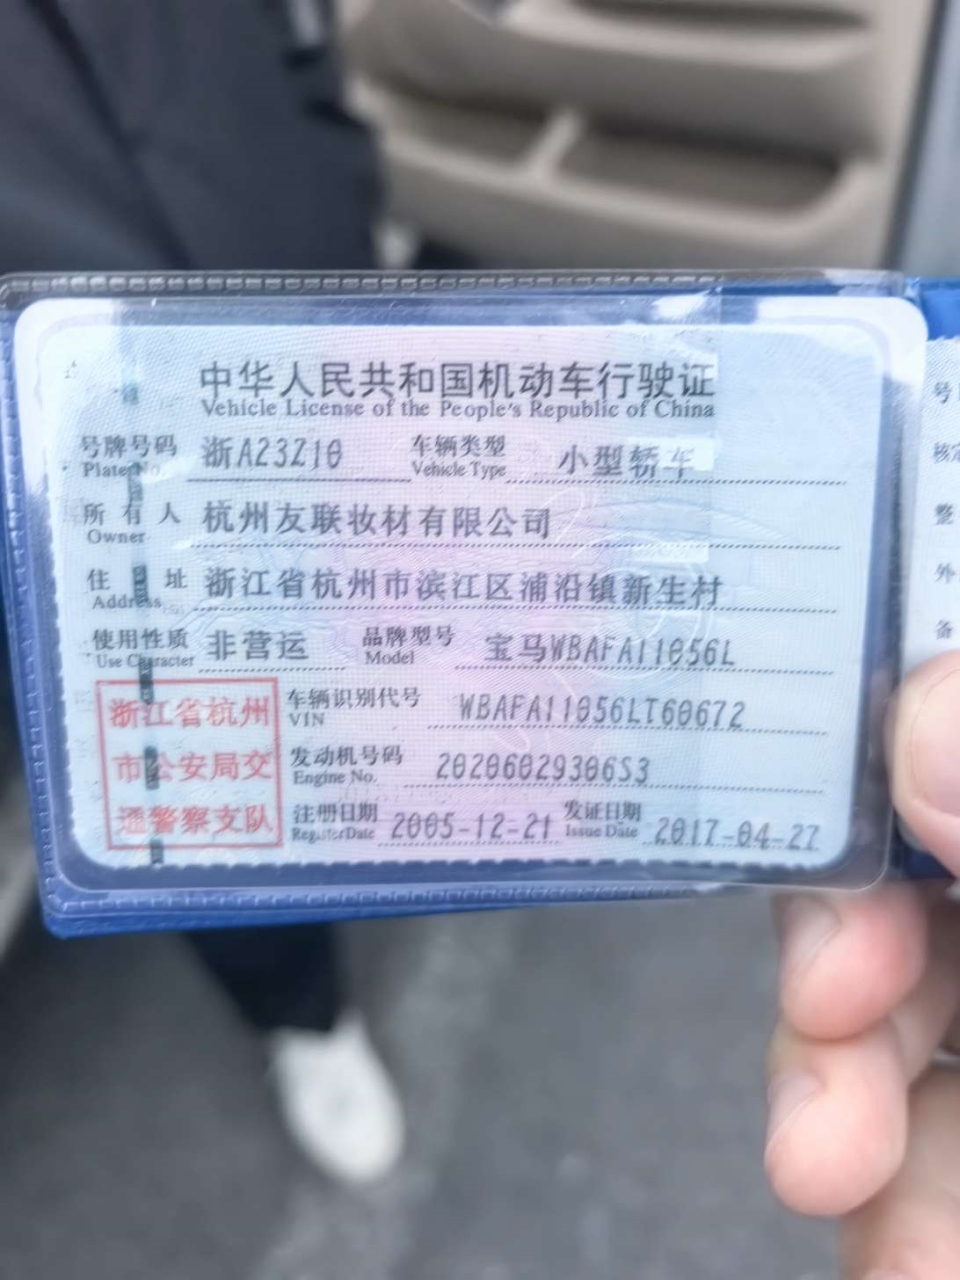 中华人民共和国机动车行驶证
Vehicle License of the People's Republic of China
号牌号码 浙A23Z10 车辆类型 小型轿车
Plate No. Vehicle Type
所有人 杭州友联妆材有限公司
Owner
住址 浙江省杭州市滨江区浦沿镇新生村
Address
使用性质 非营运 品牌型号 宝马WBAFA11056L
Use Character Model
浙江省杭州 车辆识别代号 WBAFA11056LT60672
VIN
市公安局交 发动机号码 20206029306S3
Engine No.
通警察支队 注册日期 2005-12-21 发证日期 2017-04-27
Register Date Issue Date
号
核定
整
外
备